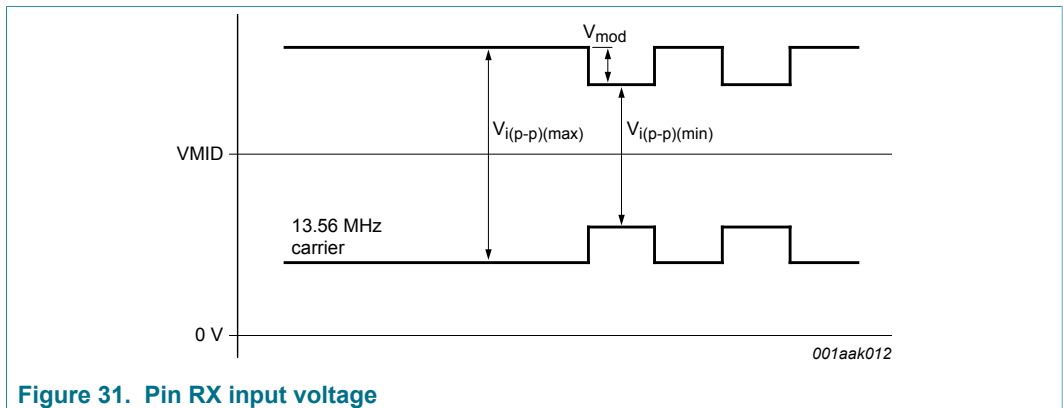 Vmod
Vi(p-p)(max)
Vi(p-p)(min)
VMID
13.56 MHz
carrier
0 V
001aak012
Figure 31. Pin RX input voltage